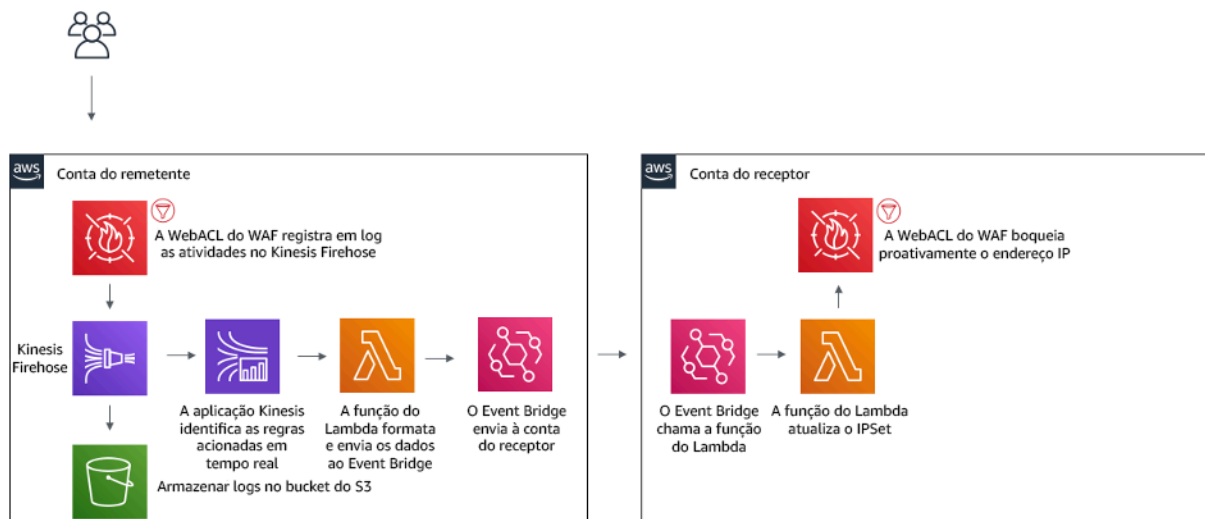 aws
Conta do remetente
A WebACL do WAF registra em log
as atividades no Kinesis Firehose
Kinesis
Firehose
A aplicação Kinesis
identifica as regras
acionadas em
tempo real
A função do
Lambda formata
e envia os dados
ao Event Bridge
O Event Bridge
envia à conta
do receptor
Armazenar logs no bucket do S3
aws
Conta do receptor
A WebACL do WAF boqueia
proativamente o endereço IP
O Event Bridge
chama a função
do Lambda
A função do Lambda
atualiza o IPSet